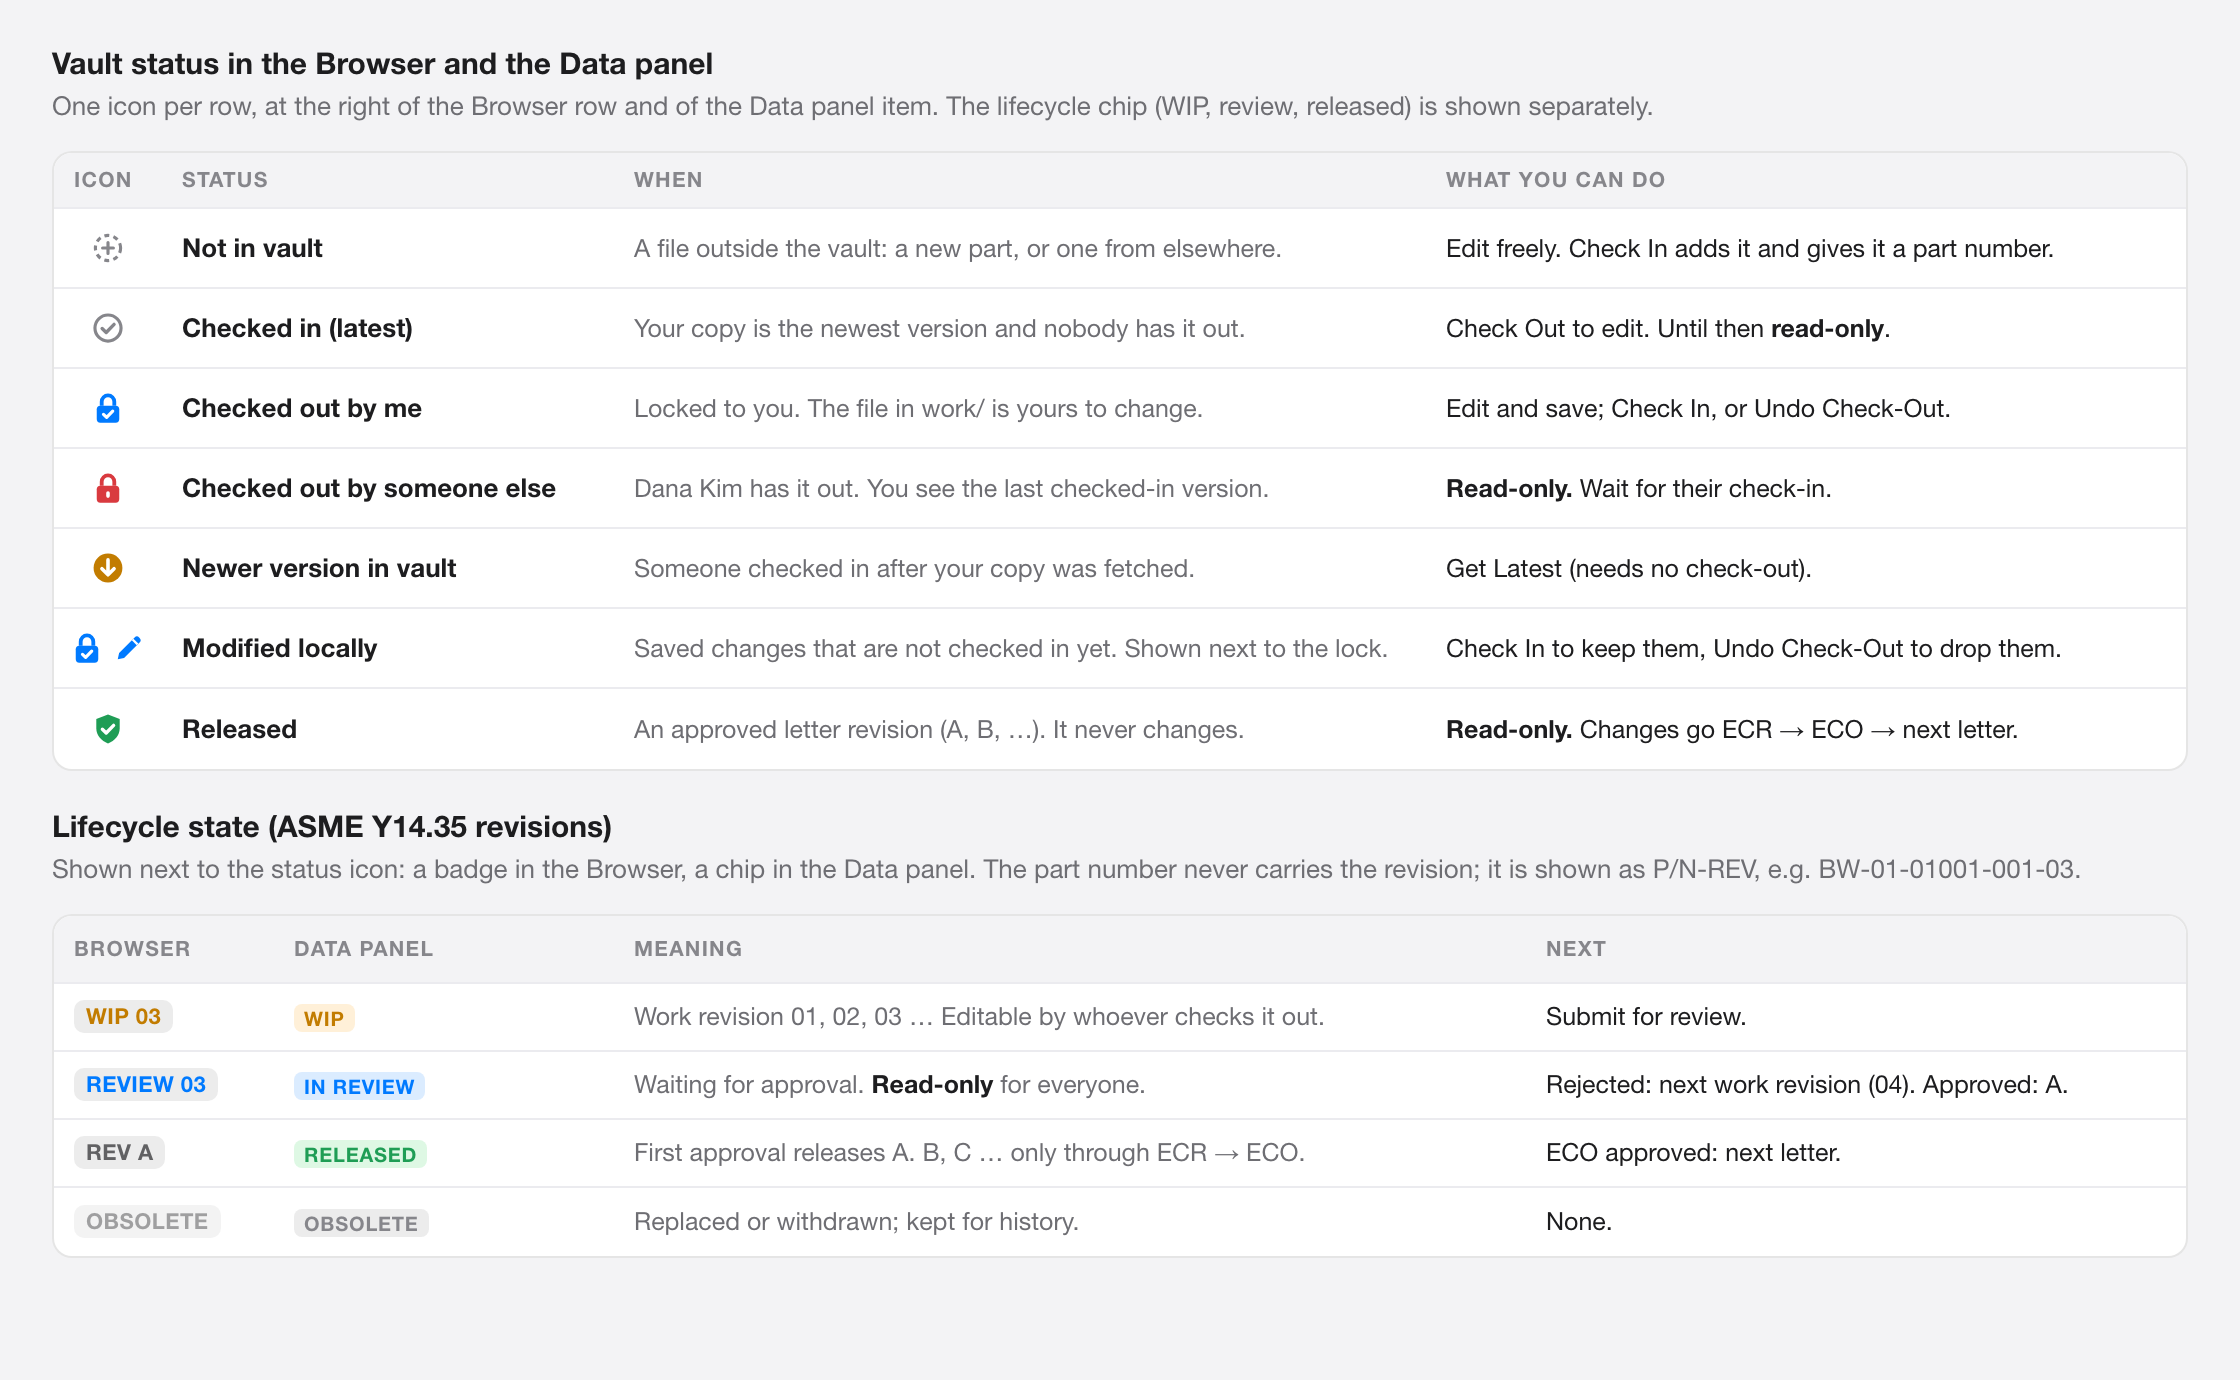 Vault status in the Browser and the Data panel
One icon per row, at the right of the Browser row and of the Data panel item. The lifecycle chip (WIP, review, released) is shown separately.
ICON STATUS WHEN WHAT YOU CAN DO
Not in vault A file outside the vault: a new part, or one from elsewhere. Edit freely. Check In adds it and gives it a part number.
Checked in (latest) Your copy is the newest version and nobody has it out. Check Out to edit. Until then read-only.
Checked out by me Locked to you. The file in work/ is yours to change. Edit and save; Check In, or Undo Check-Out.
Checked out by someone else Dana Kim has it out. You see the last checked-in version. Read-only. Wait for their check-in.
Newer version in vault Someone checked in after your copy was fetched. Get Latest (needs no check-out).
Modified locally Saved changes that are not checked in yet. Shown next to the lock. Check In to keep them, Undo Check-Out to drop them.
Released An approved letter revision (A, B, …). It never changes. Read-only. Changes go ECR → ECO → next letter.
Lifecycle state (ASME Y14.35 revisions)
Shown next to the status icon: a badge in the Browser, a chip in the Data panel. The part number never carries the revision; it is shown as P/N-REV, e.g. BW-01-01001-001-03.
BROWSER DATA PANEL MEANING NEXT
WIP 03 WIP Work revision 01, 02, 03 … Editable by whoever checks it out. Submit for review.
REVIEW 03 IN REVIEW Waiting for approval. Read-only for everyone. Rejected: next work revision (04). Approved: A.
REV A RELEASED First approval releases A. B, C … only through ECR → ECO. ECO approved: next letter.
OBSOLETE OBSOLETE Replaced or withdrawn; kept for history. None.